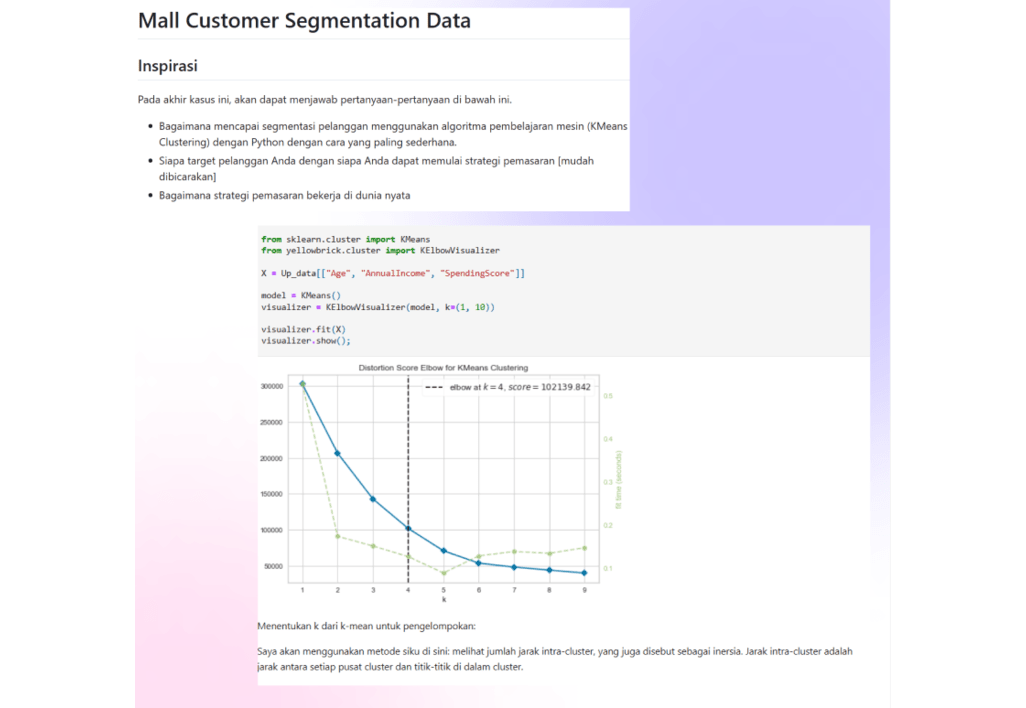 Mall Customer Segmentation Data
Inspirasi
Pada akhir kasus ini, akan dapat menjawab pertanyaan-pertanyaan di bawah ini.
• Bagaimana mencapai segmentasi pelanggan menggunakan algoritma pembelajaran mesin (KMeans
Clustering) dengan Python dengan cara yang paling sederhana.
• Siapa target pelanggan Anda dengan siapa Anda dapat memulai strategi pemasaran [mudah
dibicarakan]
• Bagaimana strategi pemasaran bekerja di dunia nyata
from sklearn.cluster import KMeans
from yellowbrick.cluster import KElbowVisualizer
X = Up_data[["Age", "AnnualIncome", "SpendingScore"]]
model = KMeans()
visualizer = KElbowVisualizer(model, k=(1, 10))
visualizer.fit(X)
visualizer.show();
Distortion Score Elbow for KMeans Clustering
elbow at k = 4, score = 102139.842
300000
250000
200000
150000
100000
50000
0.5
0.4
0.3
0.2
0.1
fit time (seconds)
1 2 3 4 5 6 7 8 9
k
Menentukan k dari k-mean untuk pengelompokan:
Saya akan menggunakan metode siku di sini: melihat jumlah jarak intra-cluster, yang juga disebut sebagai inersia. Jarak intra-cluster adalah
jarak antara setiap pusat cluster dan titik-titik di dalam cluster.